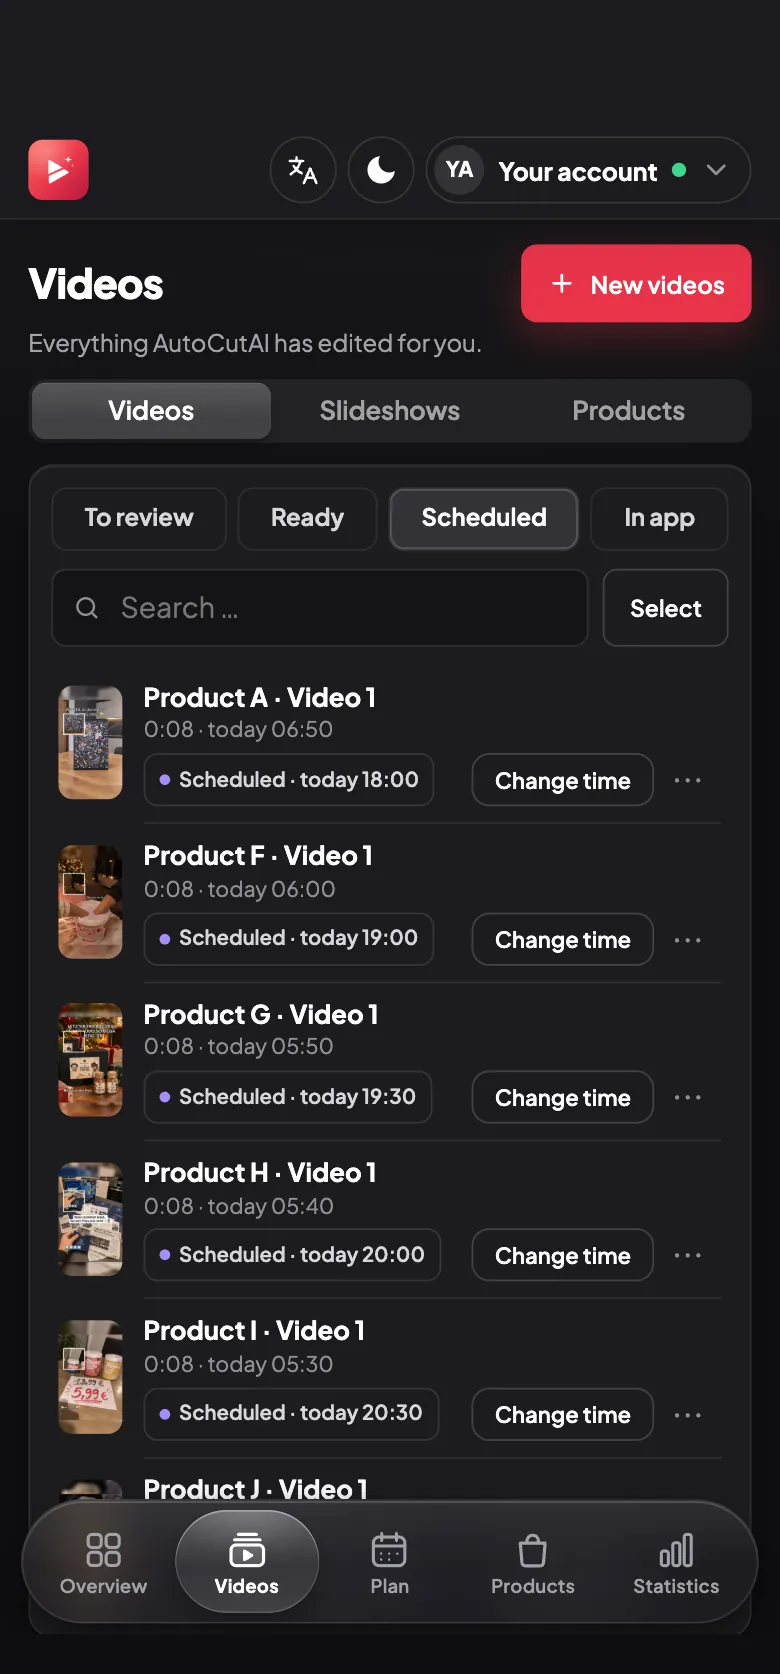 YA Your account
Videos
+ New videos
Everything AutoCutAI has edited for you.
Videos Slideshows Products
To review Ready Scheduled In app
Search ...
Select
Product A · Video 1
0:08 · today 06:50
Scheduled · today 18:00
Change time
Product F · Video 1
0:08 · today 06:00
Scheduled · today 19:00
Change time
Product G · Video 1
0:08 · today 05:50
Scheduled · today 19:30
Change time
Product H · Video 1
0:08 · today 05:40
Scheduled · today 20:00
Change time
Product I · Video 1
0:08 · today 05:30
13,99 €
5,99 €
Scheduled · today 20:30
Change time
Product J · Video 1
Overview Videos Plan Products Statistics